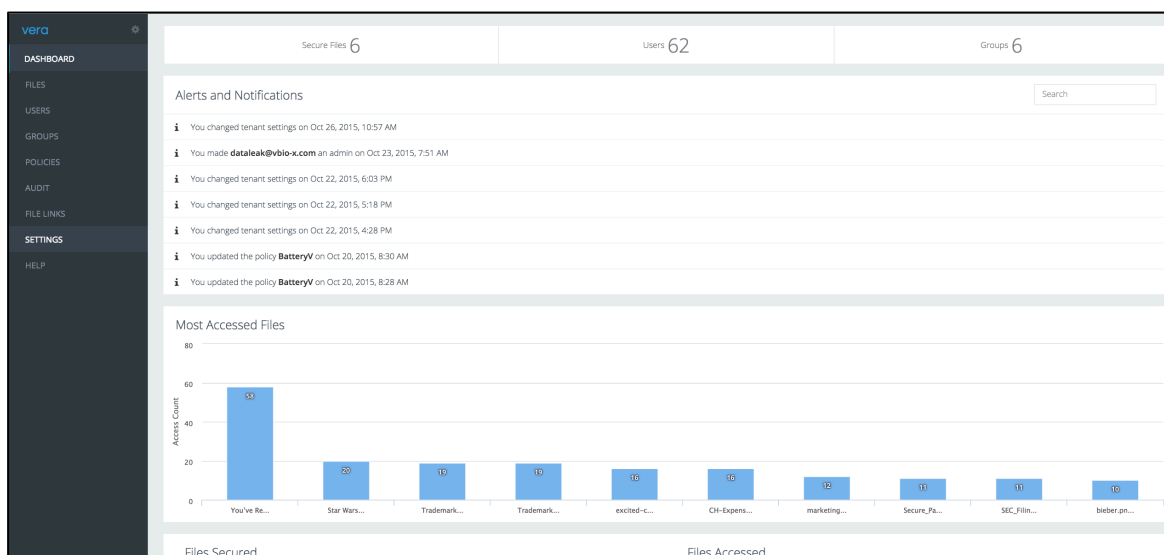 vera
DASHBOARD
FILES
USERS
GROUPS
POLICIES
AUDIT
FILE LINKS
SETTINGS
HELP
Secure Files 6
Users 62
Groups 6
Alerts and Notifications
Search
You changed tenant settings on Oct 26, 2015, 10:57 AM
You made dataleak@vbio-x.com an admin on Oct 23, 2015, 7:51 AM
You changed tenant settings on Oct 22, 2015, 6:03 PM
You changed tenant settings on Oct 22, 2015, 5:18 PM
You changed tenant settings on Oct 22, 2015, 4:28 PM
You updated the policy BatteryV on Oct 20, 2015, 8:30 AM
You updated the policy BatteryV on Oct 20, 2015, 8:28 AM
Most Accessed Files
Access Count
80
60
40
20
0
58
20
19
19
16
16
12
11
11
10
You've Re...
Star Wars...
Trademark...
Trademark...
excited-c...
CH-Expens...
marketing...
Secure_Pa...
SEC_Filin...
bieber.pn...
Files Secured
Files Accessed